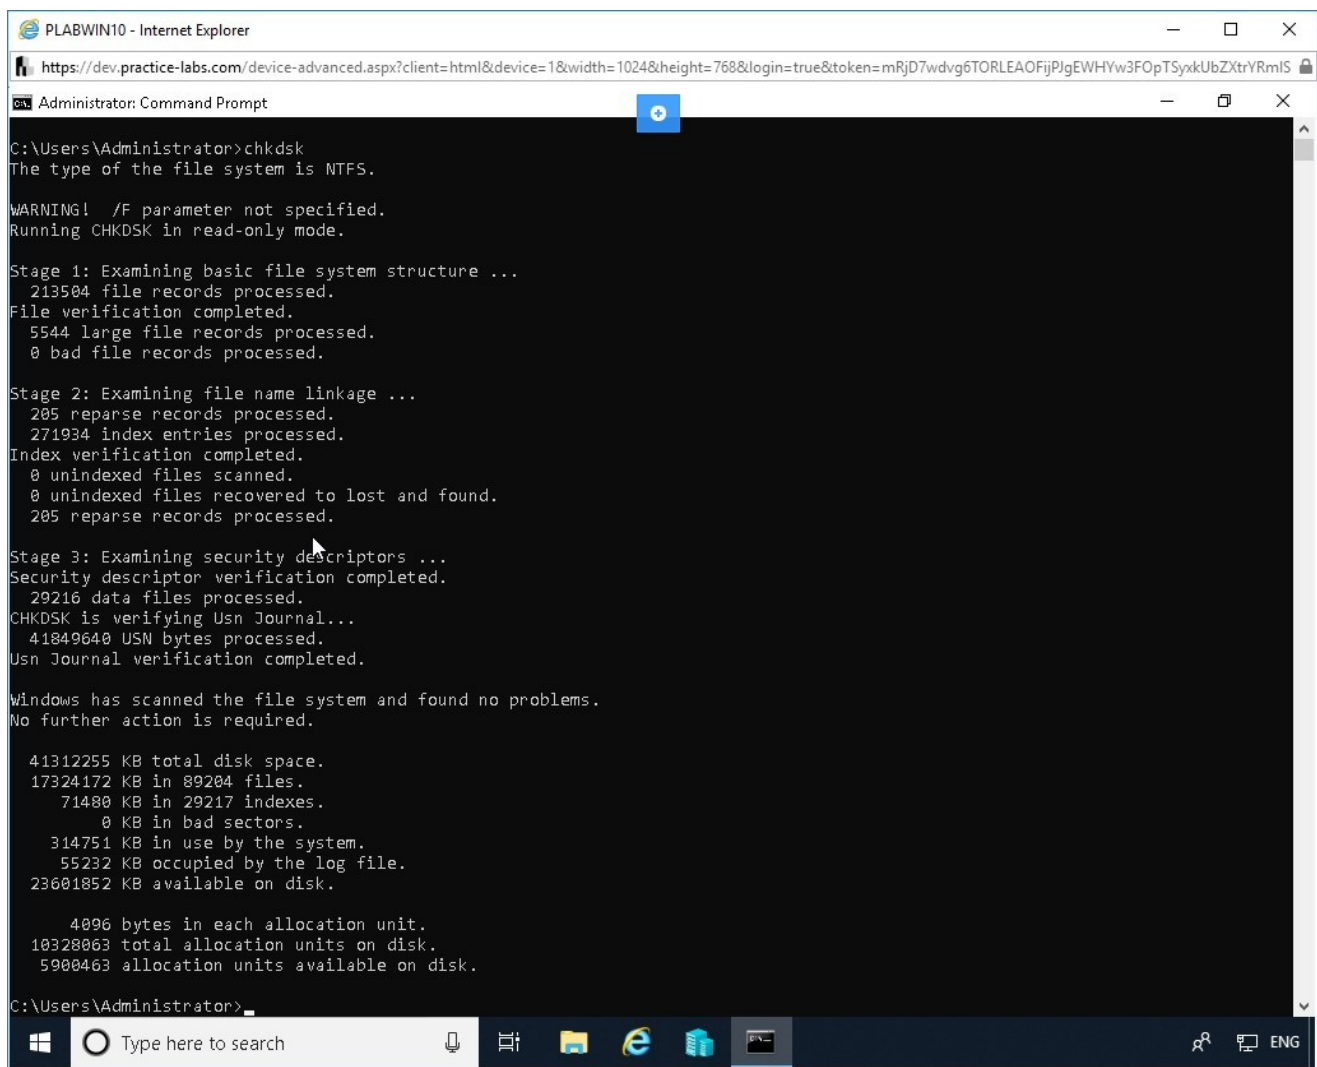 PLABWIN10 - Internet Explorer
https://dev.practice-labs.com/device-advanced.aspx?client=html&device=1&width=1024&height=768&login=true&token=mRjD7wdvg6TORLEAOFijPJgEWHYw3FOpTSyxkUbZXtrYRmlS
Administrator: Command Prompt
C:\Users\Administrator>chkdsk
The type of the file system is NTFS.
WARNING!  /F parameter not specified.
Running CHKDSK in read-only mode.
Stage 1: Examining basic file system structure ...
213504 file records processed.
File verification completed.
5544 large file records processed.
0 bad file records processed.
Stage 2: Examining file name linkage ...
205 reparse records processed.
271934 index entries processed.
Index verification completed.
0 unindexed files scanned.
0 unindexed files recovered to lost and found.
205 reparse records processed.
Stage 3: Examining security descriptors ...
Security descriptor verification completed.
29216 data files processed.
CHKDSK is verifying Usn Journal...
41849640 USN bytes processed.
Usn Journal verification completed.
Windows has scanned the file system and found no problems.
No further action is required.
41312255 KB total disk space.
17324172 KB in 89204 files.
71480 KB in 29217 indexes.
0 KB in bad sectors.
314751 KB in use by the system.
55232 KB occupied by the log file.
23601852 KB available on disk.
4096 bytes in each allocation unit.
10328063 total allocation units on disk.
5900463 allocation units available on disk.
C:\Users\Administrator>_
Type here to search
ENG